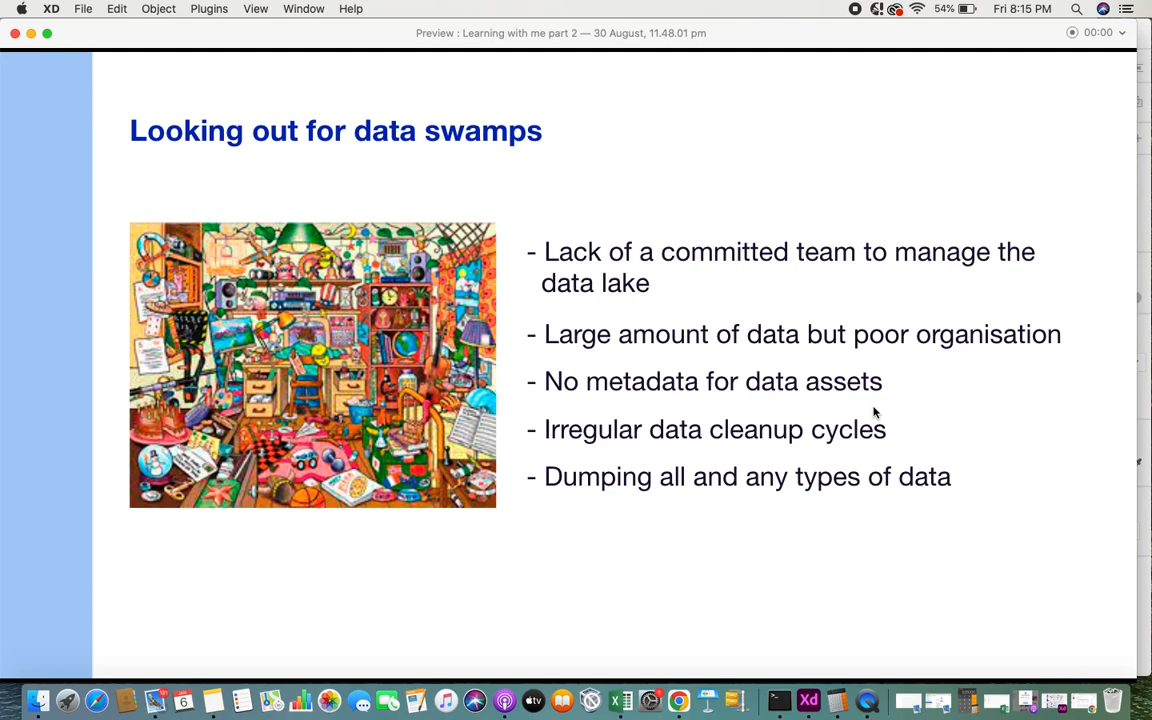 XD File Edit Object Plugins View Window Help 54% Fri 8:15 PM
Preview : Learning with me part 2 — 30 August, 11.48.01 pm 00:00
Looking out for data swamps
- Lack of a committed team to manage the
data lake
- Large amount of data but poor organisation
- No metadata for data assets
- Irregular data cleanup cycles
- Dumping all and any types of data
6
tv
Xd